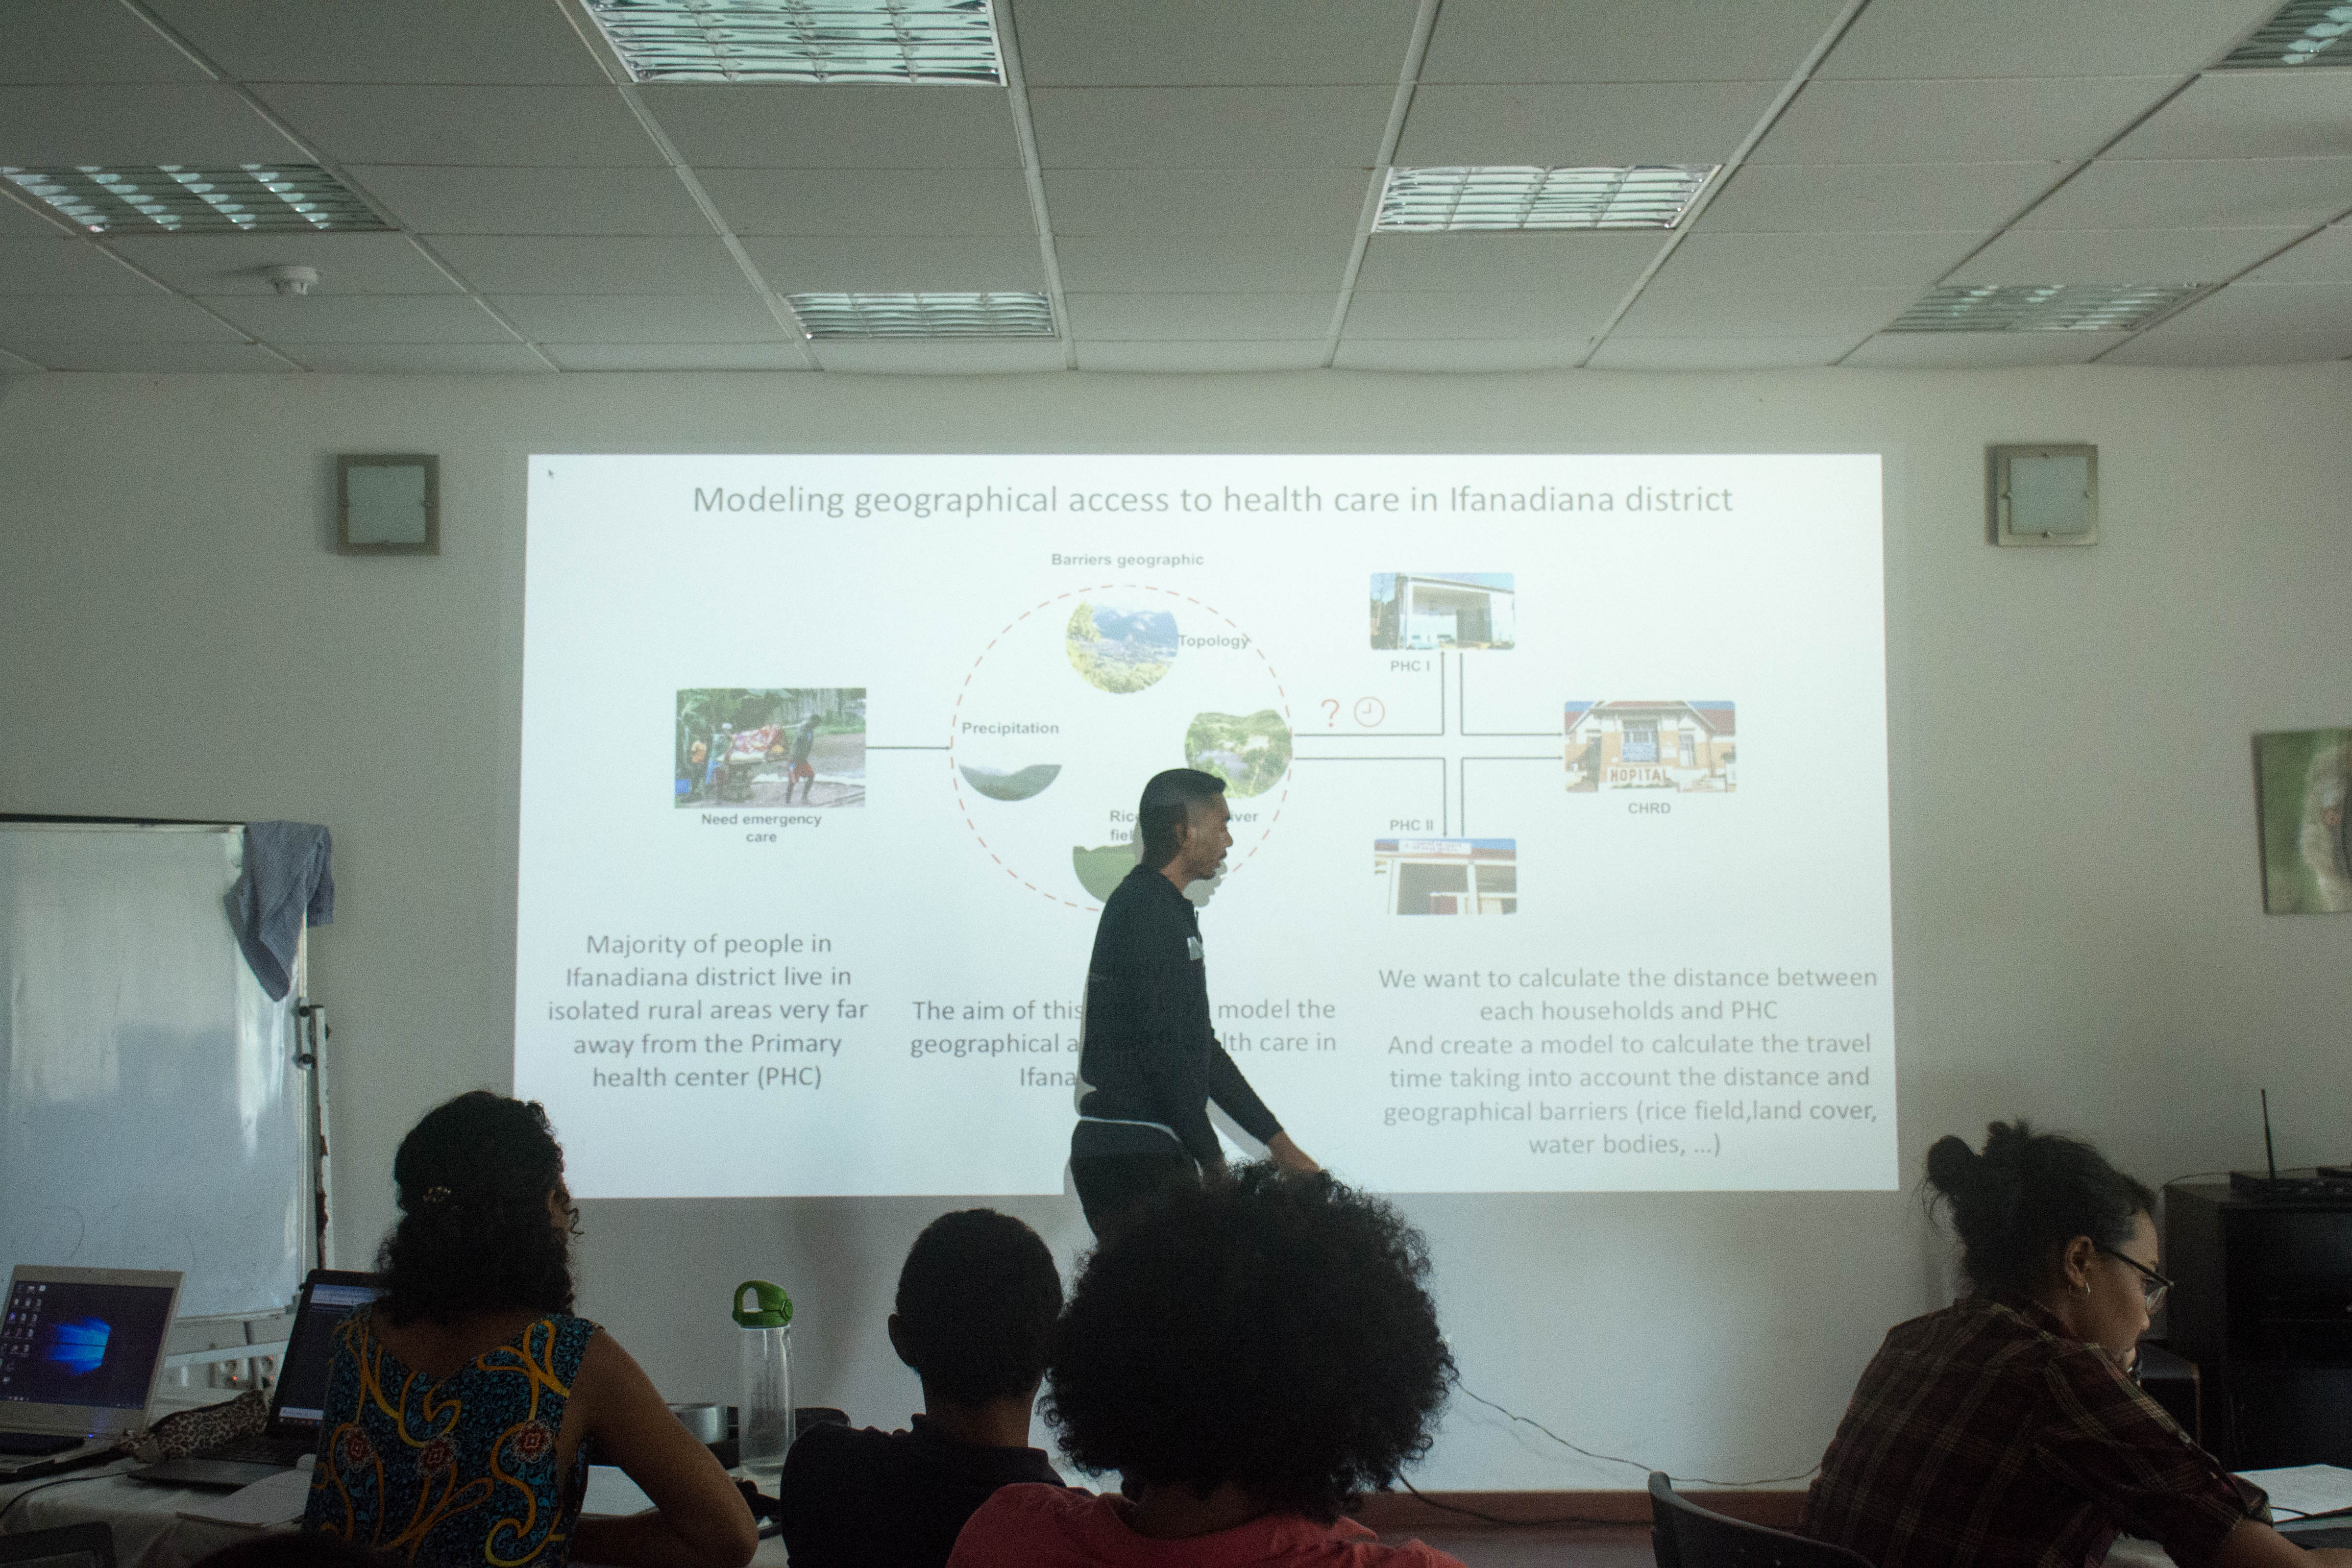 Modeling geographical access to health care in Ifanadiana district
Barriers geographic
Topology
Precipitation
Need emergency
care
PHC I
?
HOPITAL
CHRD
PHC II
Majority of people in
Ifanadiana district live in
isolated rural areas very far
away from the Primary
health center (PHC)
The aim of this model the
geographical care in
We want to calculate the distance between
each households and PHC
And create a model to calculate the travel
time taking into account the distance and
geographical barriers (rice field,land cover,
water bodies, ...)